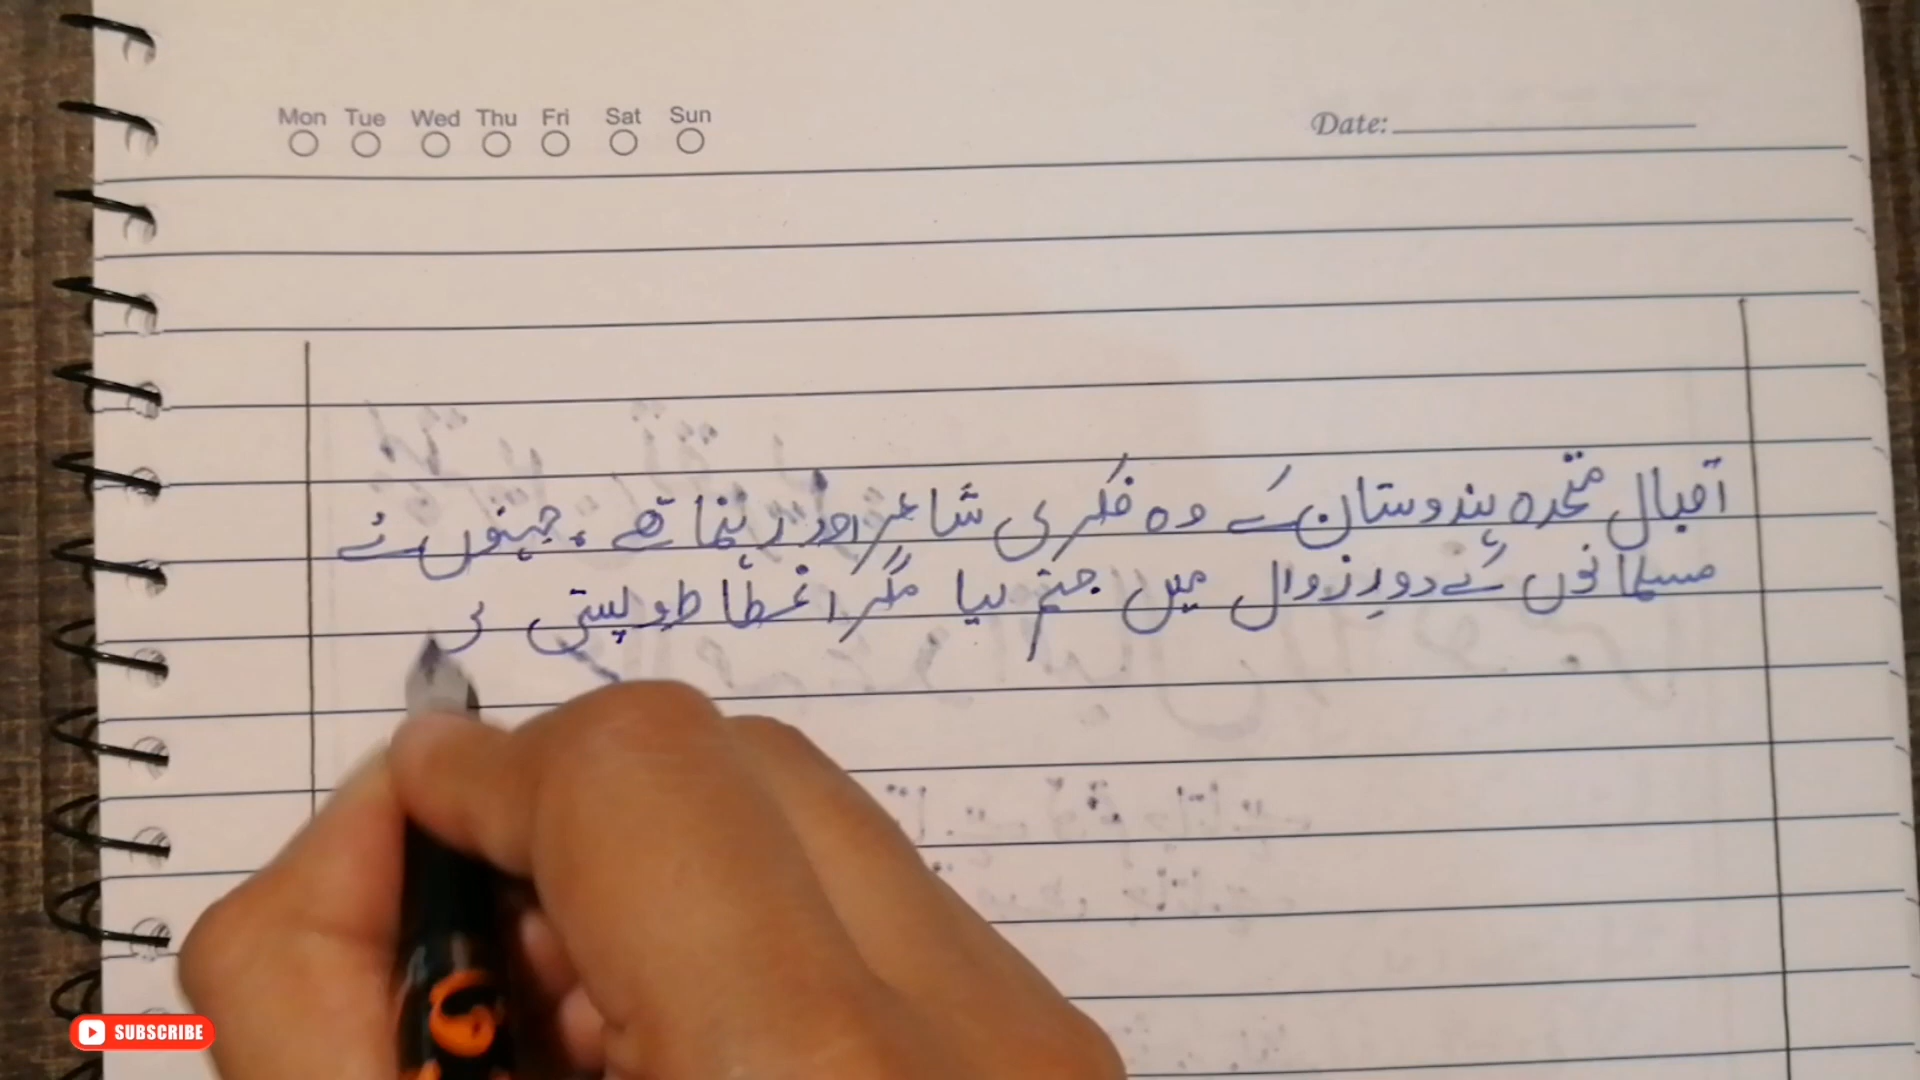 Mon Tue Wed Thu Fri Sat Sun
Date:
اقبال متحدہ ہندوستان کے وہ فکری شاعر اور رہنما تھے، جنہوں نے
مسلمانوں کے دورِ زوال میں جنم لیا مگر انحطاط و پستی کی
SUBSCRIBE